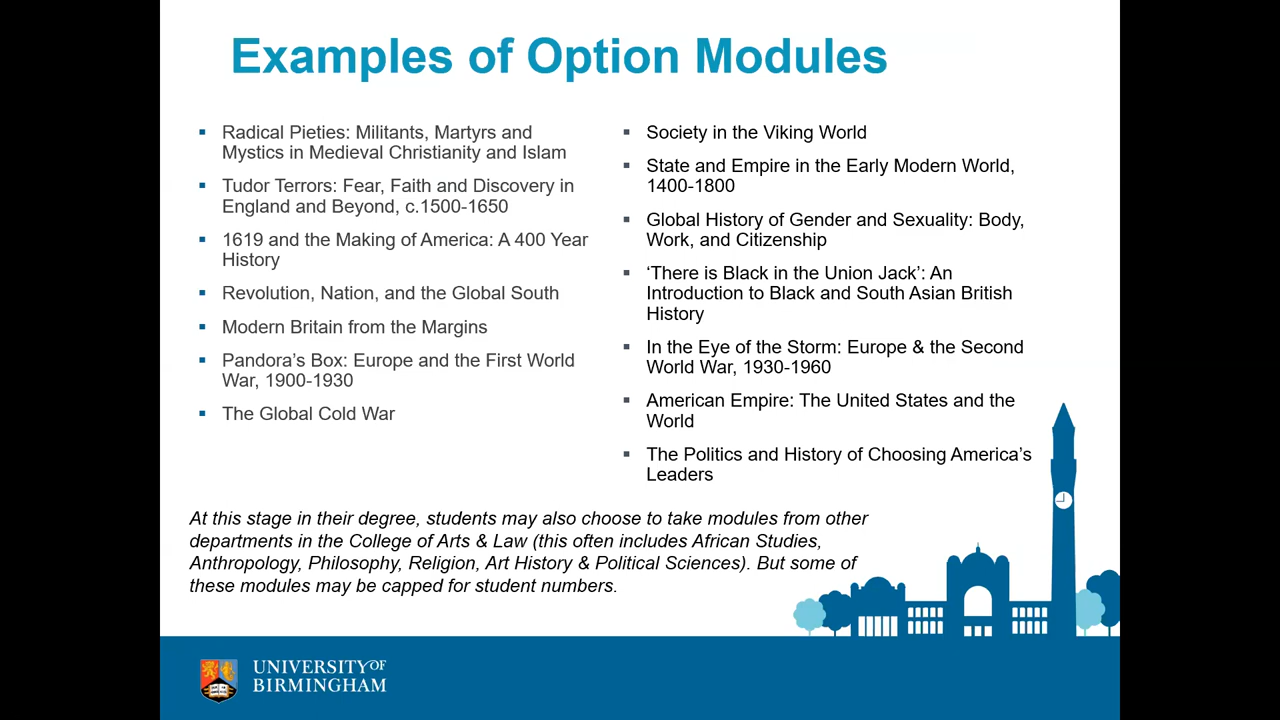 Examples of Option Modules
Radical Pieties: Militants, Martyrs and
Mystics in Medieval Christianity and Islam
Tudor Terrors: Fear, Faith and Discovery in
England and Beyond, c.1500-1650
1619 and the Making of America: A 400 Year
History
Revolution, Nation, and the Global South
Modern Britain from the Margins
Pandora’s Box: Europe and the First World
War, 1900-1930
The Global Cold War
Society in the Viking World
State and Empire in the Early Modern World,
1400-1800
Global History of Gender and Sexuality: Body,
Work, and Citizenship
‘There is Black in the Union Jack’: An
Introduction to Black and South Asian British
History
In the Eye of the Storm: Europe & the Second
World War, 1930-1960
American Empire: The United States and the
World
The Politics and History of Choosing America’s
Leaders
At this stage in their degree, students may also choose to take modules from other
departments in the College of Arts & Law (this often includes African Studies,
Anthropology, Philosophy, Religion, Art History & Political Sciences). But some of
these modules may be capped for student numbers.
UNIVERSITY OF
BIRMINGHAM